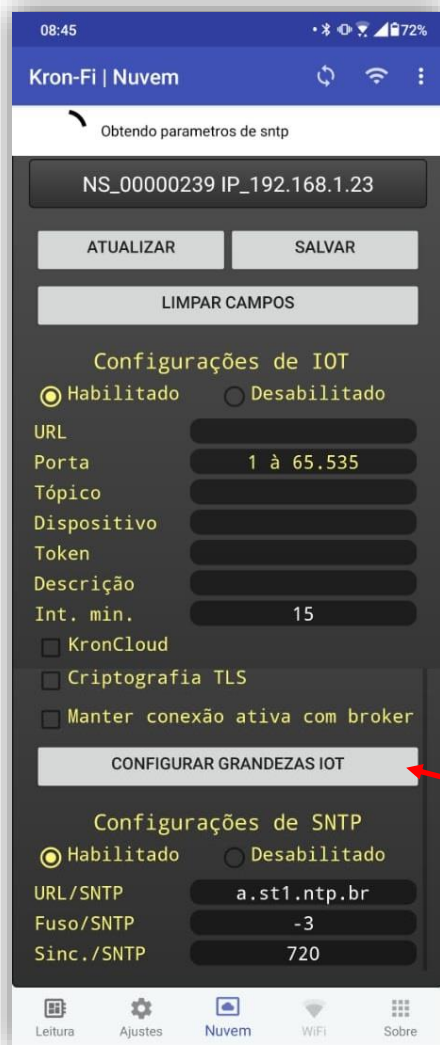 08:45 72%
Kron-Fi | Nuvem
Obtendo parametros de sntp
NS_00000239 IP_192.168.1.23
ATUALIZAR SALVAR
LIMPAR CAMPOS
Configurações de IOT
Habilitado Desabilitado
URL
Porta 1 à 65.535
Tópico
Dispositivo
Token
Descrição
Int. min. 15
KronCloud
Criptografia TLS
Manter conexão ativa com broker
CONFIGURAR GRANDEZAS IOT
Configurações de SNTP
Habilitado Desabilitado
URL/SNTP a.st1.ntp.br
Fuso/SNTP -3
Sinc./SNTP 720
Leitura Ajustes Nuvem WiFi Sobre